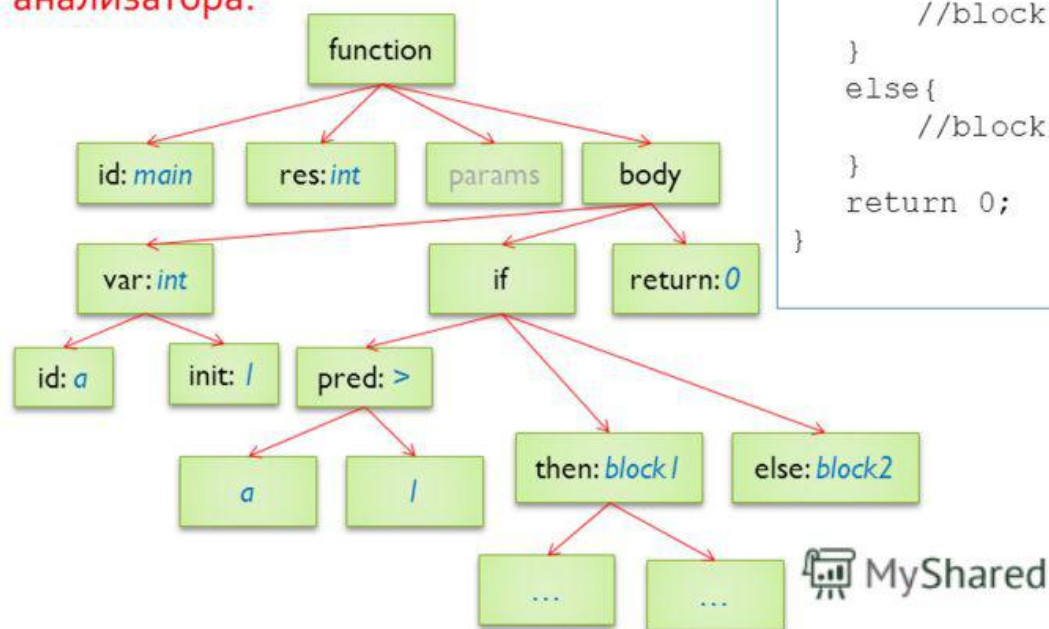 анализатора.
function
id: main
res: int
params
body
var: int
if
return: 0
id: a
init: 1
pred: >
a
1
then: block1
else: block2
...
...
//block
}
else{
//block
}
return 0;
}
MyShared